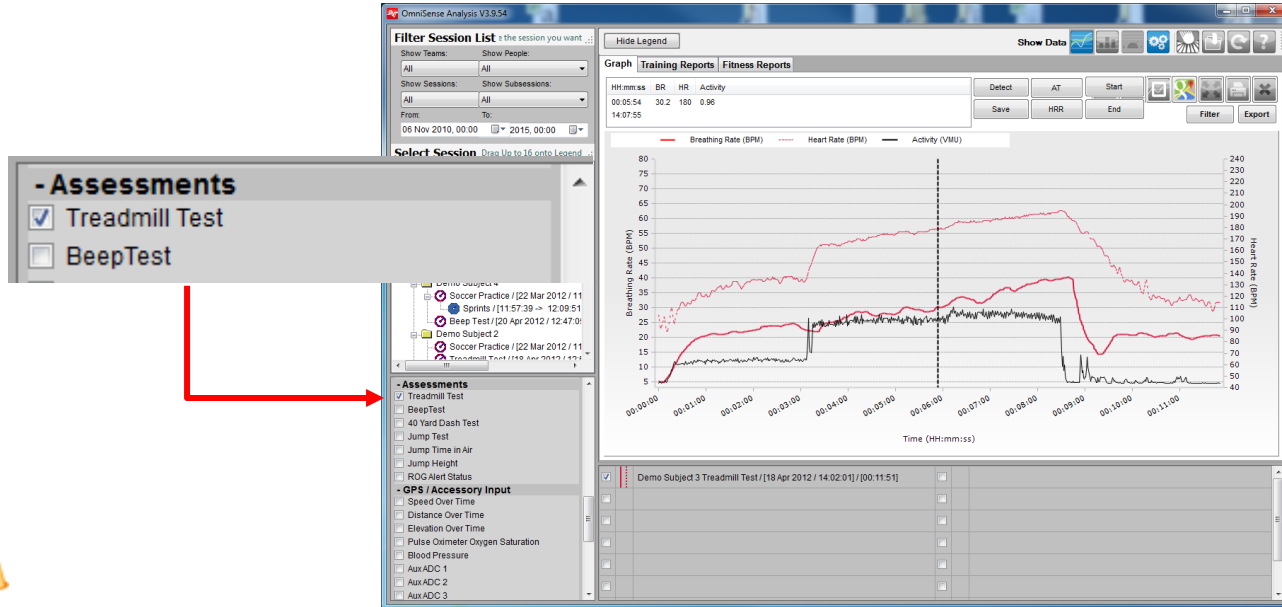 OmniSense Analysis V3.9.54
Filter Session List
Show Teams: Show People:
All All
Show Sessions: Show Subsessions:
All All
From: To:
06 Nov 2010, 00:00 2015, 00:00
Select Session Drag Up to 16 onto Legend
- Assessments
Treadmill Test
BeepTest
Demo Subject 4
Soccer Practice / [22 Mar 2012 / 11
Sprints / [11:57:39 -> 12:09:51
Beep Test / [20 Apr 2012 / 12:47:0
Demo Subject 2
Soccer Practice / [22 Mar 2012 / 11
Treadmill Test / [18 Apr 2012 /
- Assessments
Treadmill Test
BeepTest
40 Yard Dash Test
Jump Test
Jump Time in Air
Jump Height
ROG Alert Status
- GPS / Accessory Input
Speed Over Time
Distance Over Time
Elevation Over Time
Pulse Oximeter Oxygen Saturation
Blood Pressure
Aux ADC 1
Aux ADC 2
Aux ADC 3
Hide Legend
Show Data
Graph Training Reports Fitness Reports
HH:mm:ss BR HR Activity
00:05:54 30.2 180 0.96
14:07:55
Detect AT Start
Save HRR End
Filter Export
Breathing Rate (BPM) Heart Rate (BPM) Activity (VMU)
Breathing Rate (BPM)
80
75
70
65
60
55
50
45
40
35
30
25
20
15
10
5
240
230
220
210
200
190
180
170
160
150
140
130
120
110
100
90
80
70
60
50
40
Heart Rate (BPM)
00:00:00 00:01:00 00:02:00 00:03:00 00:04:00 00:05:00 00:06:00 00:07:00 00:08:00 00:09:00 00:10:00 00:11:00
Time (HH:mm:ss)
Demo Subject 3 Treadmill Test / [18 Apr 2012 / 14:02:01] / [00:11:51]